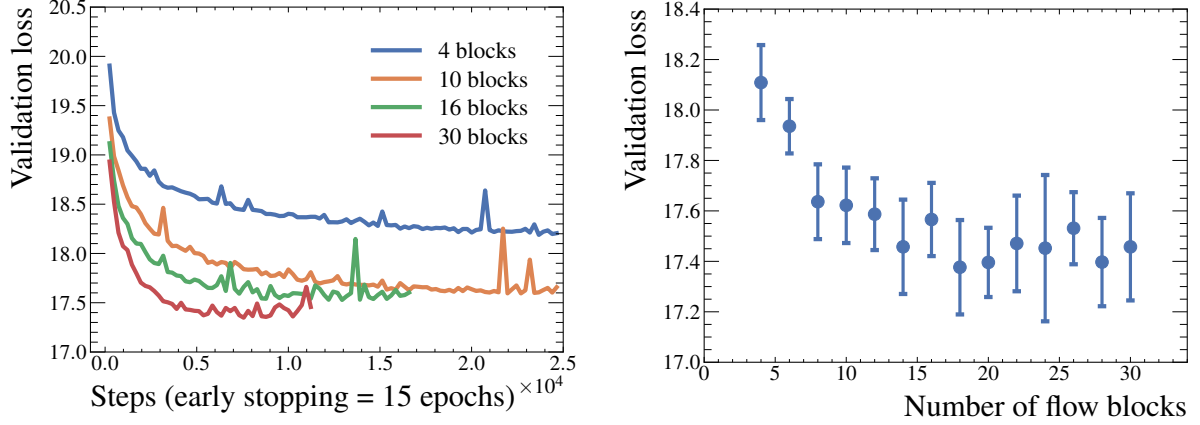 Validation loss
20.5
20.0
19.5
19.0
18.5
18.0
17.5
17.0
4 blocks
10 blocks
16 blocks
30 blocks
0.0 0.5 1.0 1.5 2.0 2.5
×10⁴
Steps (early stopping = 15 epochs)
Validation loss
18.4
18.2
18.0
17.8
17.6
17.4
17.2
17.0
0 5 10 15 20 25 30
Number of flow blocks